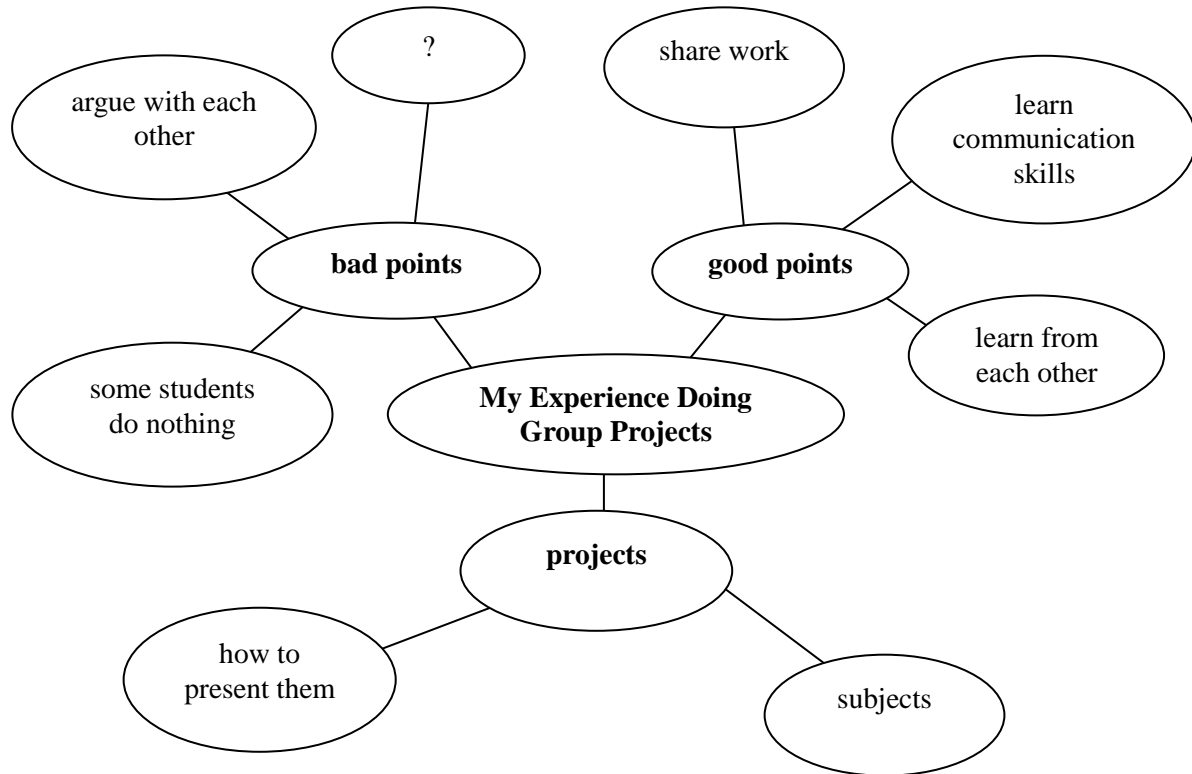 ?
share work
argue with each
other
learn
communication
skills
bad points
good points
learn from
each other
some students
do nothing
My Experience Doing
Group Projects
projects
how to
present them
subjects